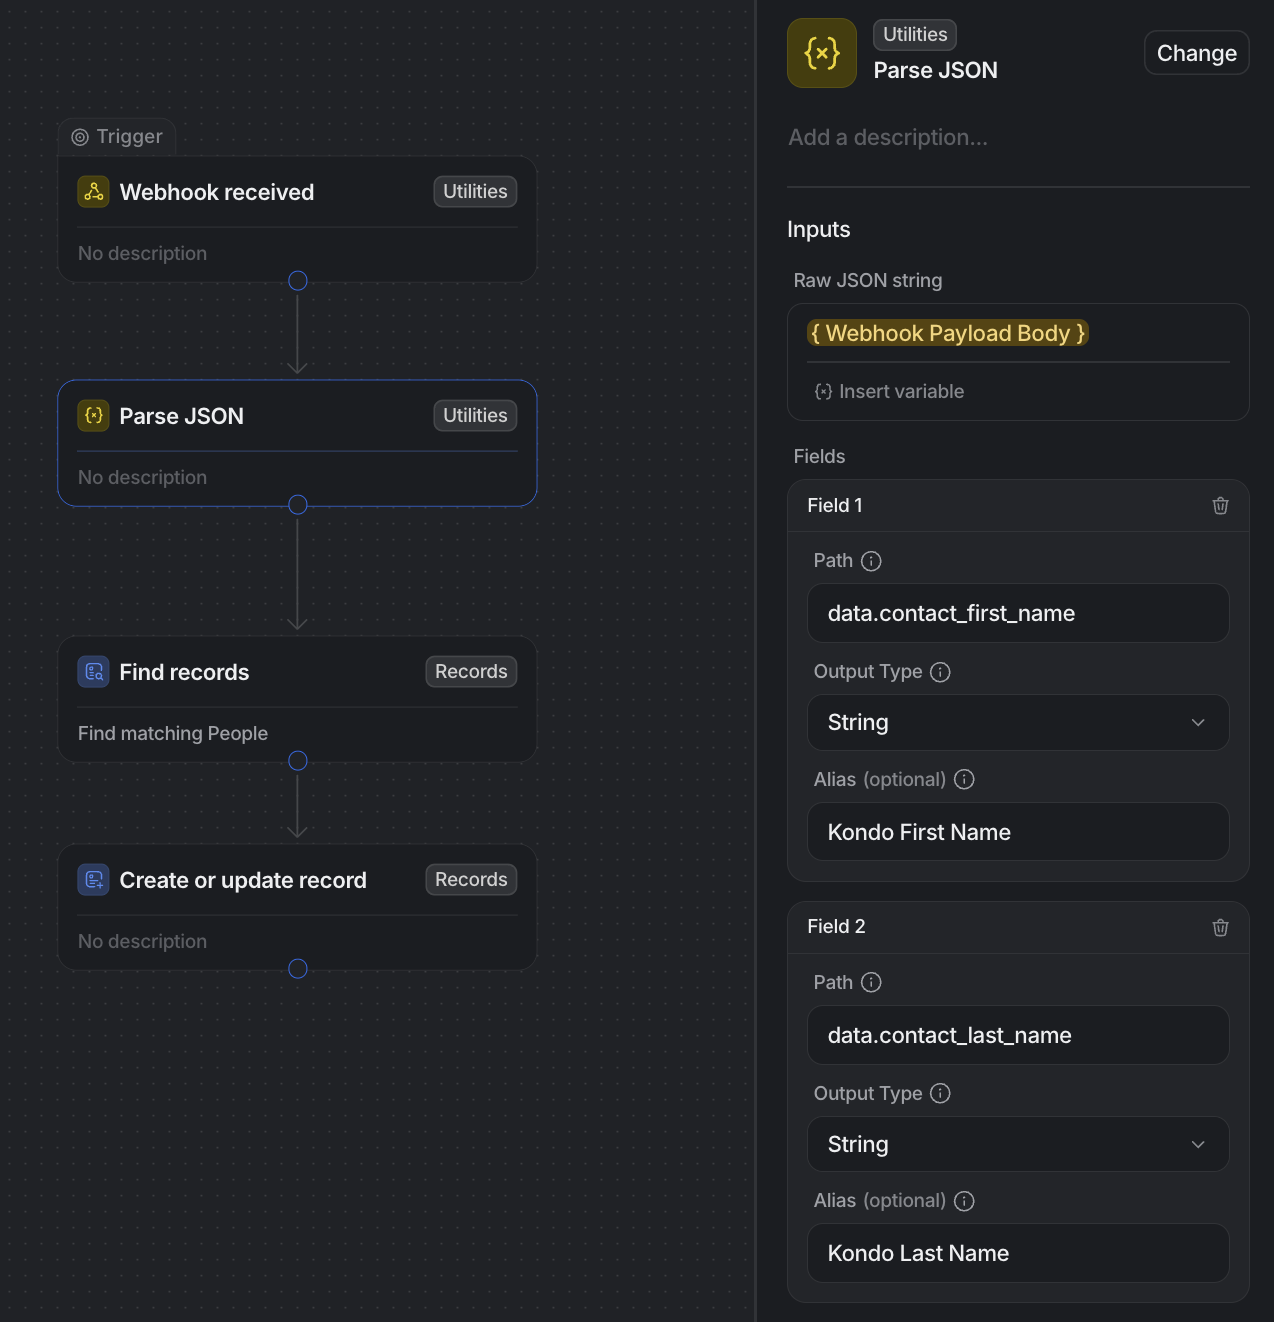 Trigger
Webhook received
Utilities
No description
Parse JSON
Utilities
No description
Find records
Records
Find matching People
Create or update record
Records
No description
Utilities
Parse JSON
Change
Add a description...
Inputs
Raw JSON string
{ Webhook Payload Body }
{×} Insert variable
Fields
Field 1
Path
data.contact_first_name
Output Type
String
Alias (optional)
Kondo First Name
Field 2
Path
data.contact_last_name
Output Type
String
Alias (optional)
Kondo Last Name